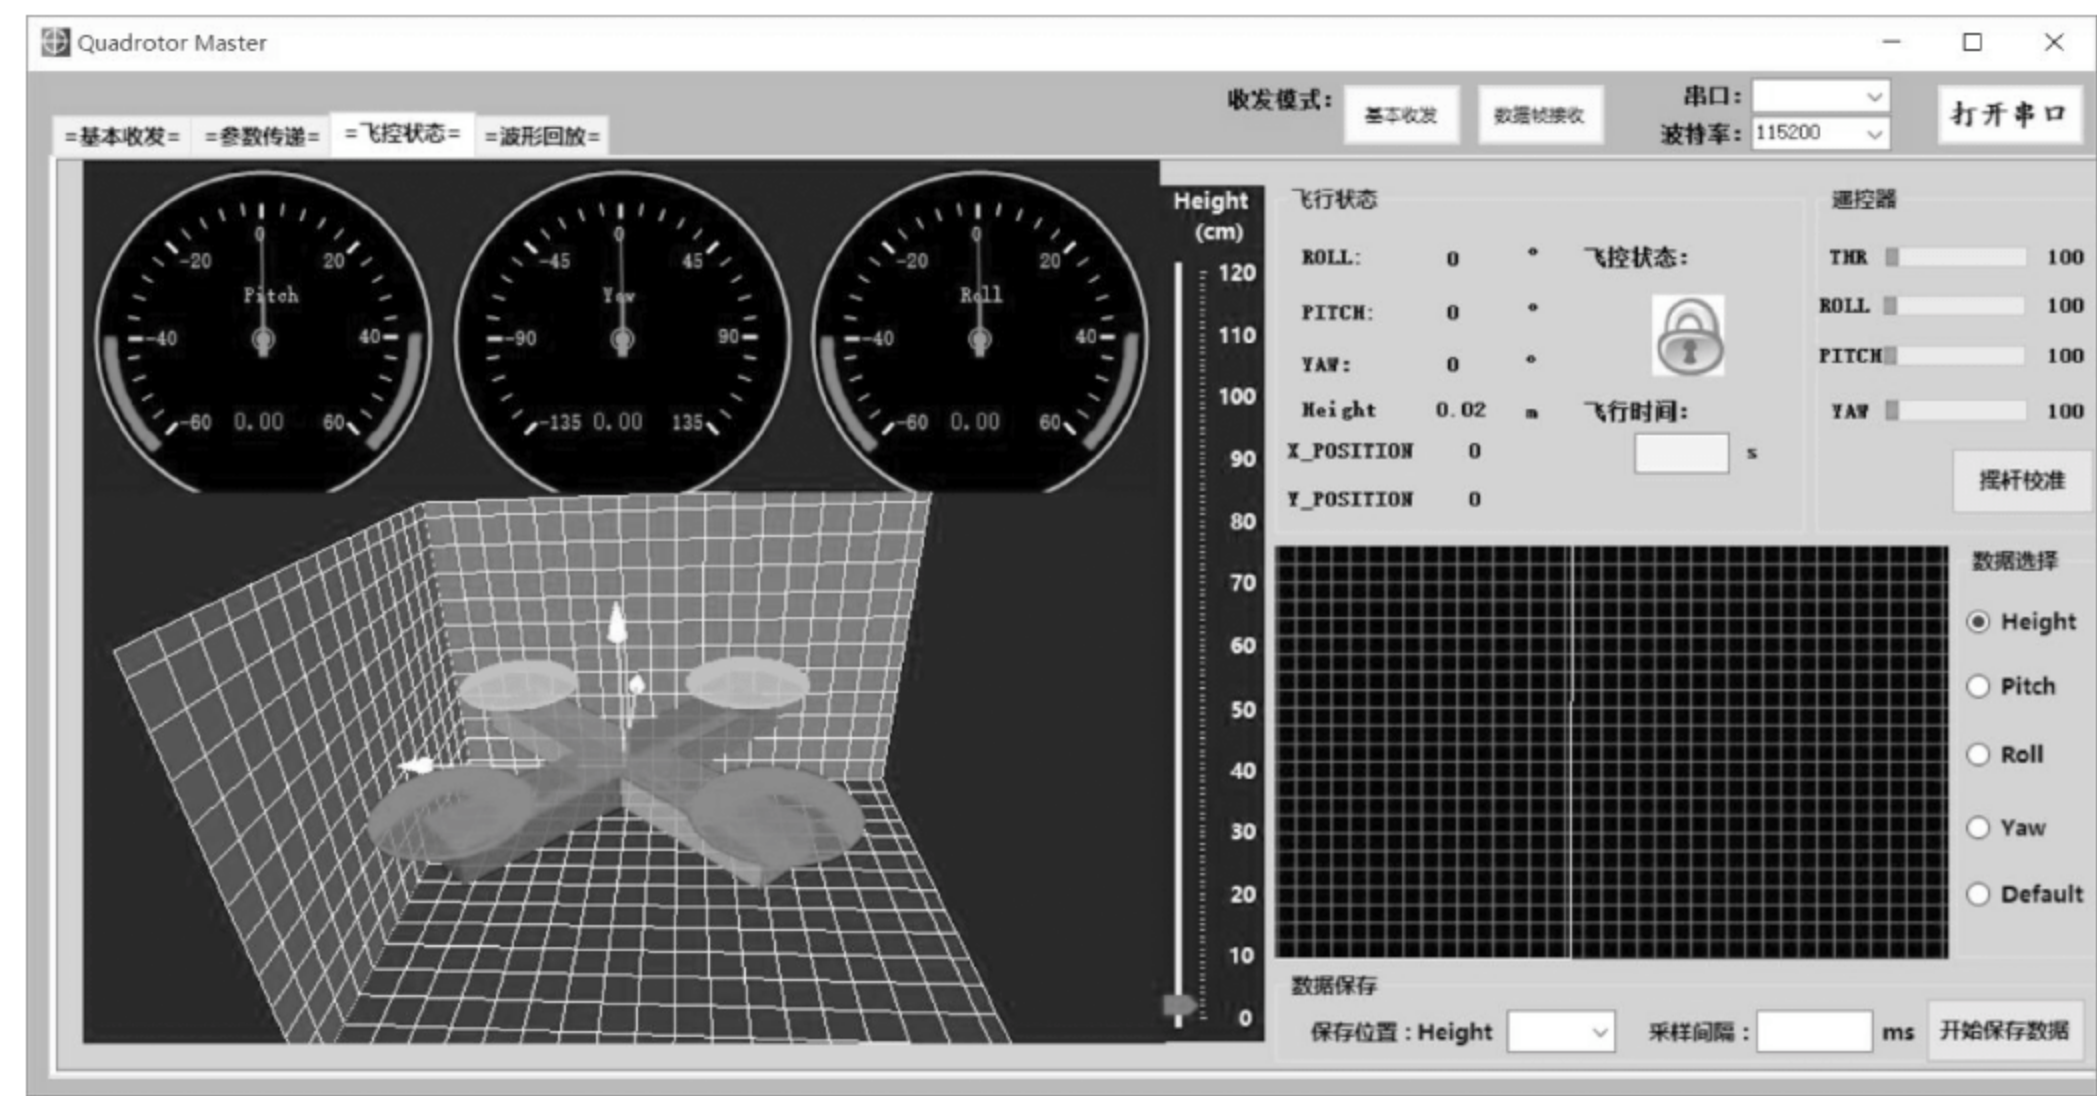 Quadrotor Master
收发模式：
基本收发
数据帧接收
串口：
波特率：
115200
打开串口
=基本收发=
=参数传递=
=飞控状态=
=波形回放=
-60
-40
-20
0
20
40
60
Pitch
0.00
-135
-90
-45
0
45
90
135
Yaw
0.00
-60
-40
-20
0
20
40
60
Roll
0.00
Height
(cm)
120
110
100
90
80
70
60
50
40
30
20
10
0
飞行状态
ROLL: 0 °
PITCH: 0 °
YAW: 0 °
Height 0.02 m
X_POSITION 0
Y_POSITION 0
飞控状态：
飞行时间：
s
遥控器
THR 100
ROLL 100
PITCH 100
YAW 100
摇杆校准
数据选择
Height
Pitch
Roll
Yaw
Default
数据保存
保存位置：Height
采样间隔： ms
开始保存数据